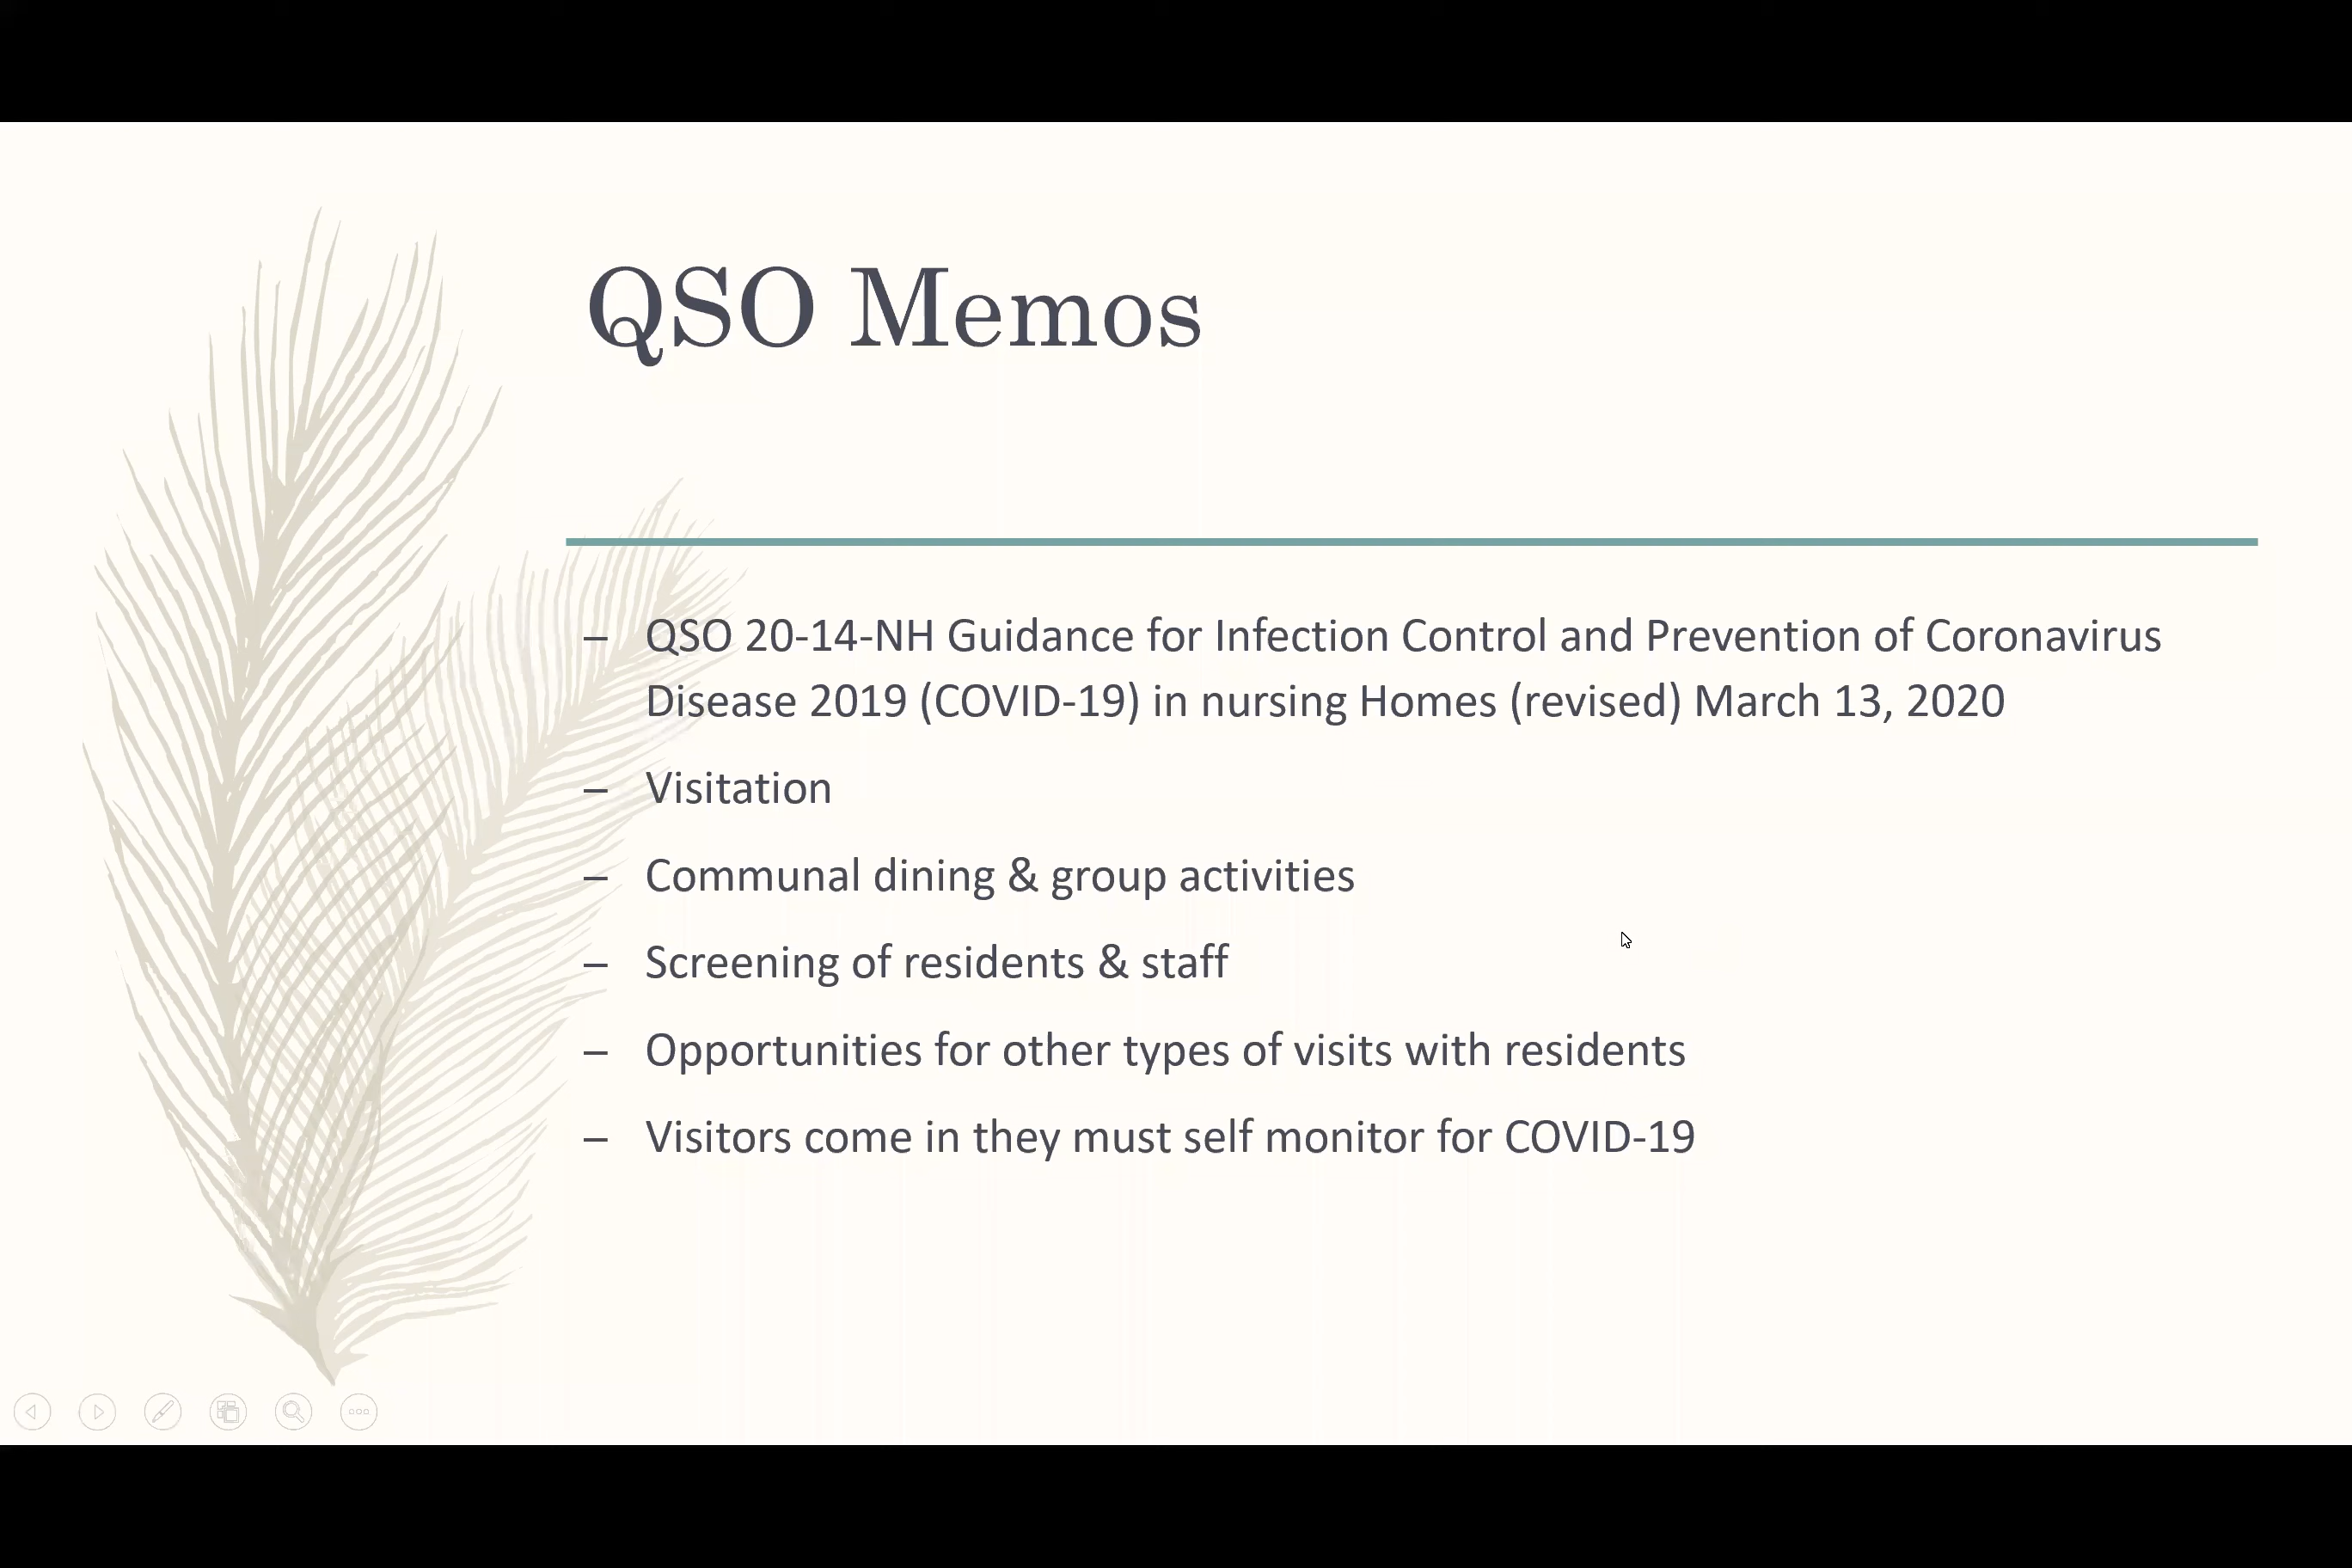 QSO Memos
– QSO 20-14-NH Guidance for Infection Control and Prevention of Coronavirus
Disease 2019 (COVID-19) in nursing Homes (revised) March 13, 2020
– Visitation
– Communal dining & group activities
– Screening of residents & staff
– Opportunities for other types of visits with residents
– Visitors come in they must self monitor for COVID-19